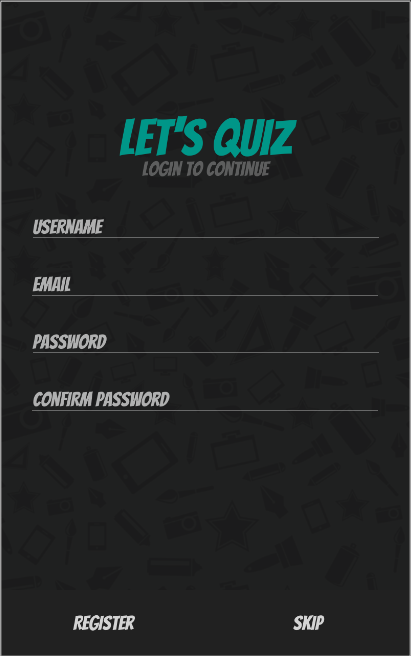 LET'S QUIZ
LOGIN TO CONTINUE
USERNAME
EMAIL
PASSWORD
CONFIRM PASSWORD
REGISTER SKIP